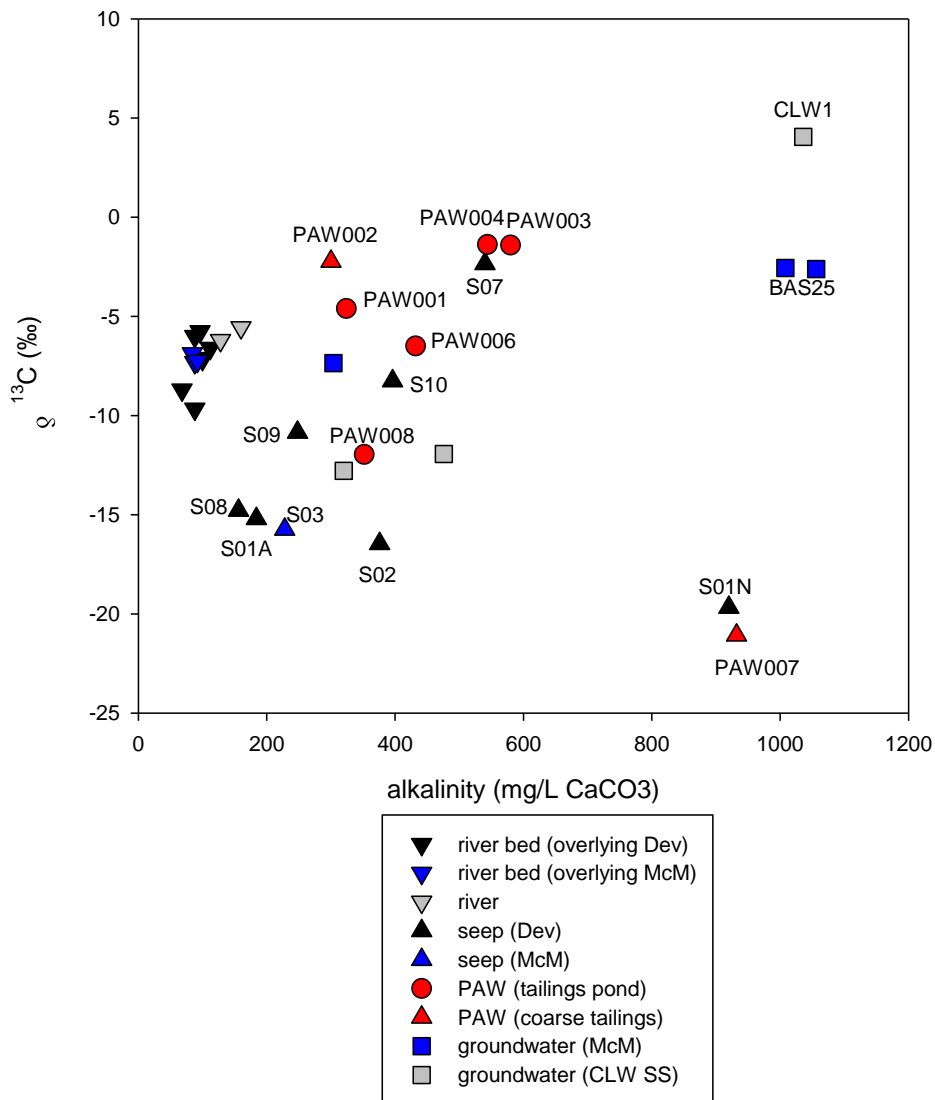 10
CLW1
5
PAW004
PAW003
0
PAW002
S07
BAS25
PAW001
-5
PAW006
δ ¹³C (‰)
S10
-10
S09
PAW008
S08
S03
-15
S01A
S02
S01N
-20
PAW007
-25
0 200 400 600 800 1000 1200
alkalinity (mg/L CaCO3)
river bed (overlying Dev)
river bed (overlying McM)
river
seep (Dev)
seep (McM)
PAW (tailings pond)
PAW (coarse tailings)
groundwater (McM)
groundwater (CLW SS)